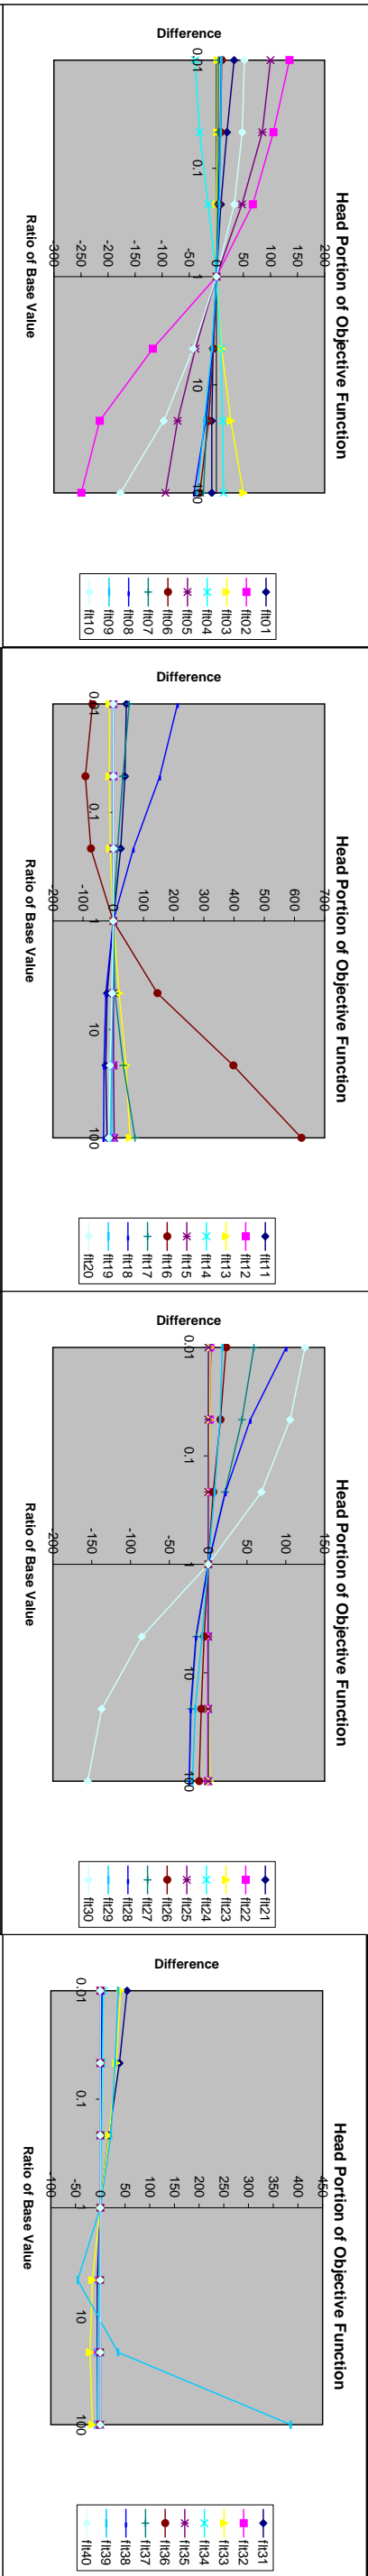 Head Portion of Objective Function
200
150
100
50
0
-50
-100
-150
-200
-250
-300
0.01
0.1
1
10
100
Difference
Ratio of Base Value
flt01
flt02
flt03
flt04
flt05
flt06
flt07
flt08
flt09
flt10
Head Portion of Objective Function
700
600
500
400
300
200
100
0
-100
-200
0.01
0.1
1
10
100
Difference
Ratio of Base Value
flt11
flt12
flt13
flt14
flt15
flt16
flt17
flt18
flt19
flt20
Head Portion of Objective Function
150
100
50
0
-50
-100
-150
-200
0.01
0.1
1
10
100
Difference
Ratio of Base Value
flt21
flt22
flt23
flt24
flt25
flt26
flt27
flt28
flt29
flt30
Head Portion of Objective Function
450
400
350
300
250
200
150
100
50
0
-50
-100
0.01
0.1
1
10
100
Difference
Ratio of Base Value
flt31
flt32
flt33
flt34
flt35
flt36
flt37
flt38
flt39
flt40